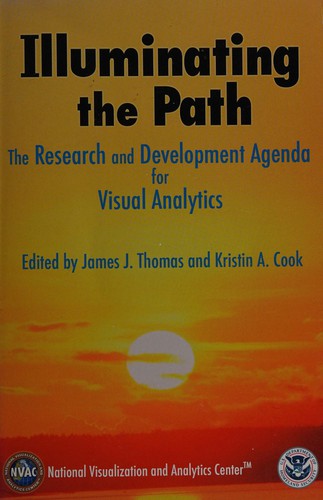 Illuminating
the Path
The Research and Development Agenda
for
Visual Analytics
Edited by James J. Thomas and Kristin A. Cook
NVAC
National Visualization and Analytics Center™